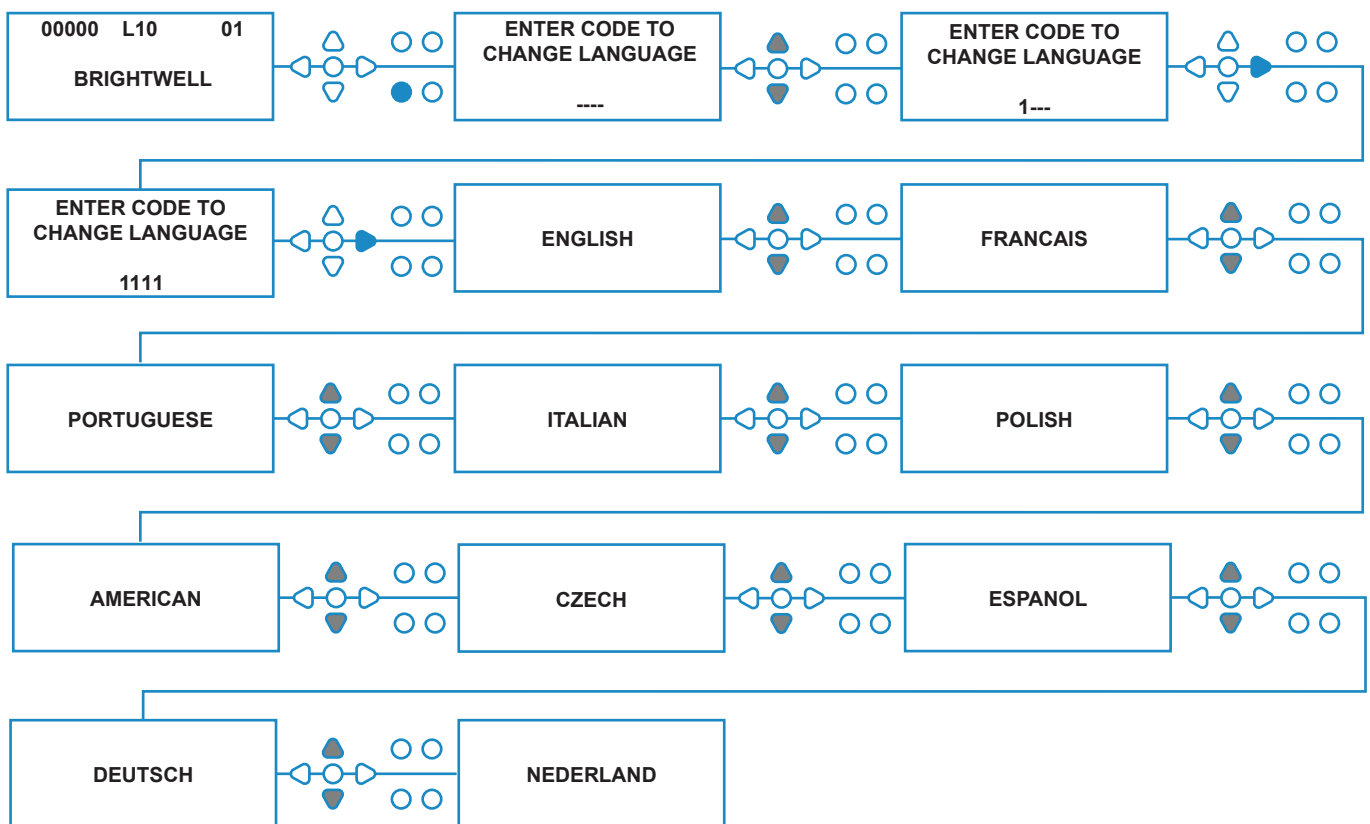 00000 L10 01
BRIGHTWELL
ENTER CODE TO
CHANGE LANGUAGE
----
ENTER CODE TO
CHANGE LANGUAGE
1---
ENTER CODE TO
CHANGE LANGUAGE
1111
ENGLISH
FRANCAIS
PORTUGUESE
ITALIAN
POLISH
AMERICAN
CZECH
ESPANOL
DEUTSCH
NEDERLAND